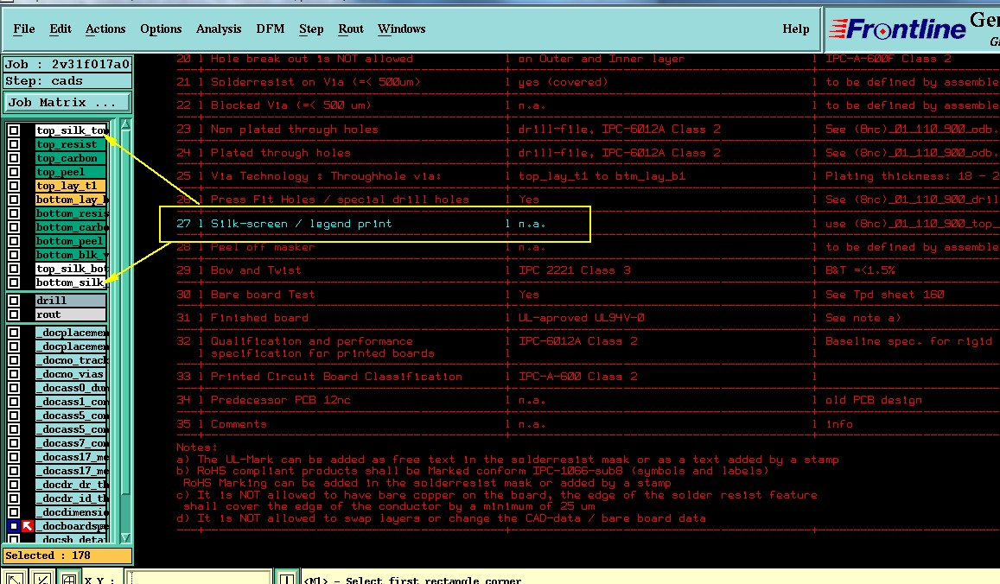 File Edit Actions Options Analysis DFM Step Rout Windows Help
Frontline
Job : 2v31f017a0
Step: cads
Job Matrix ...
top_silk_top
top_resist
top_carbon
top_peel
top_lay_t1
bottom_lay_b
bottom_resis
bottom_carbo
bottom_peel
bottom_blk_v
top_silk_bot
bottom_silk_
drill
rout
_docplacemen
_docplacemen
_docno_track
_docno_vias
_docass0_dum
_docass1_com
_docass5_com
_docass5_com
_docass7_com
_docass17_me
_docass17_me
_docdr_dr_th
_docdr_id_th
_docdimensio
_docboardspe
_docsb_detai
Selected : 178
20 | Hole break out is NOT allowed | on Outer and Inner layer | IPC-A-600F Class 2
21 | Solderresist on Via (=< 500um) | yes (covered) | to be defined by assemble
22 | Blocked Via (=< 500 um) | n.a. | to be defined by assemble
23 | Non plated through holes | drill-file, IPC-6012A Class 2 | See (8nc)_01_110_900_odb.
24 | Plated through holes | drill-file, IPC-6012A Class 2 | See (8nc)_01_110_900_odb.
25 | Via Technology : Throughhole via: | top_lay_t1 to btm_lay_b1 | Plating thickness: 18 - 2
26 | Press Fit Holes / special drill holes | Yes | See (8nc)_01_110_900_dril
27 | Silk-screen / legend print | n.a. | use (8nc)_01_110_900_top_
28 | Peel off masker | n.a. | to be defined by assemble
29 | Bow and Twist | IPC 2221 Class 3 | B&T =<1.5%
30 | Bare board Test | Yes | See Tpd sheet 160
31 | Finished board | UL-aproved UL94V-0 | See note a)
32 | Qualification and performance | IPC-6012A Class 2 | Baseline spec. for rigid
| specification for printed boards | |
33 | Printed Circuit Board Classification | IPC-A-600 Class 2 |
34 | Predecessor PCB 12nc | n.a. | old PCB design
35 | Comments | n.a. | info
Notes:
a) The UL-Mark can be added as free text in the solderresist mask or as a text added by a stamp
b) RoHS compliant products shall be Marked conform IPC-1066-sub8 (symbols and labels)
RoHS Marking can be added in the solderresist mask or added by a stamp
c) It is NOT allowed to have bare copper on the board, the edge of the solder resist feature
shall cover the edge of the conductor by a minimum of 25 um
d) It is NOT allowed to swap layers or change the CAD-data / bare board data
X Y :
<M1> - Select first rectangle corner